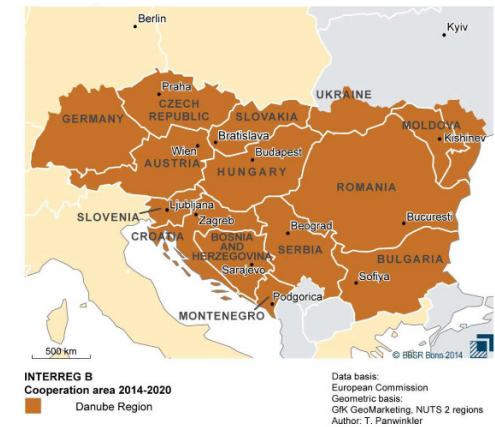 Berlin
Kyiv
Praha
UKRAINE
CZECH
REPUBLIC
GERMANY
SLOVAKIA
MOLDOVA
Bratislava
Kishinev
Wien
Budapest
AUSTRIA
HUNGARY
ROMANIA
Ljubljana
SLOVENIA
Zagreb
Bucuresti
Beograd
CROATIA
BOSNIA
AND
HERZEGOVINA
SERBIA
BULGARIA
Sarajevo
Sofiya
Podgorica
MONTENEGRO
500 km
© BBSR Bonn 2014
INTERREG B
Cooperation area 2014-2020
Danube Region
Data basis:
European Commission
Geometric basis:
GfK GeoMarketing, NUTS 2 regions
Author: T. Panwinkler